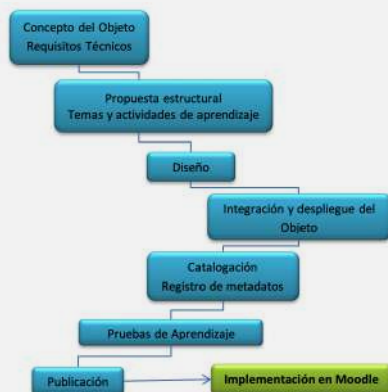 Concepto del Objeto
Requisitos Técnicos
Propuesta estructural
Temas y actividades de aprendizaje
Diseño
Integración y despliegue del
Objeto
Catalogación
Registro de metadatos
Pruebas de Aprendizaje
Publicación
Implementación en Moodle